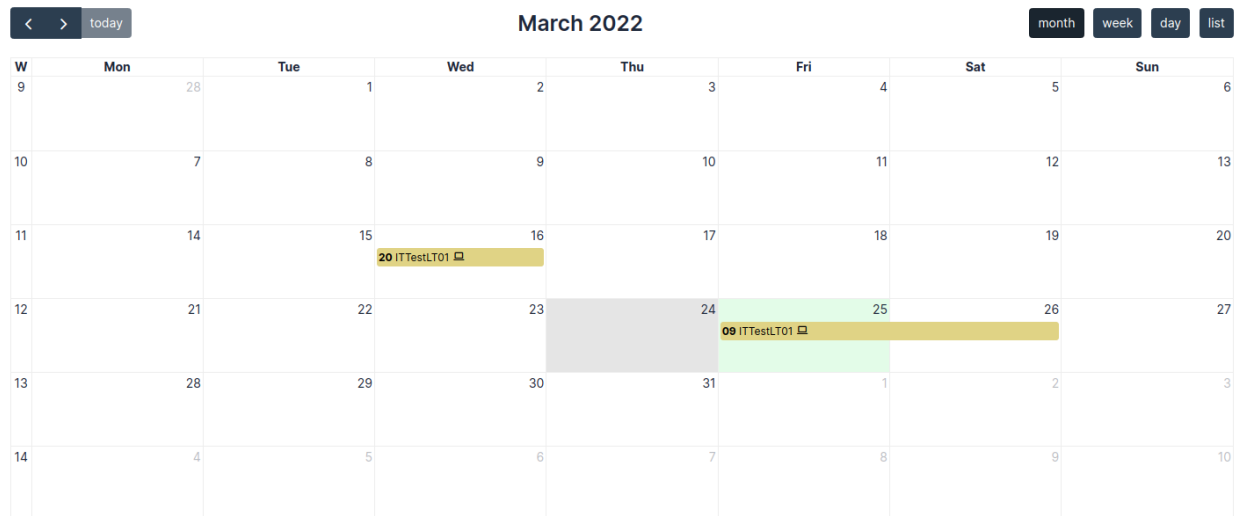 today March 2022 month week day list
W Mon Tue Wed Thu Fri Sat Sun
9 28 1 2 3 4 5 6
10 7 8 9 10 11 12 13
11 14 15 16 17 18 19 20
20 ITTestLT01
12 21 22 23 24 25 26 27
09 ITTestLT01
13 28 29 30 31 1 2 3
14 4 5 6 7 8 9 10